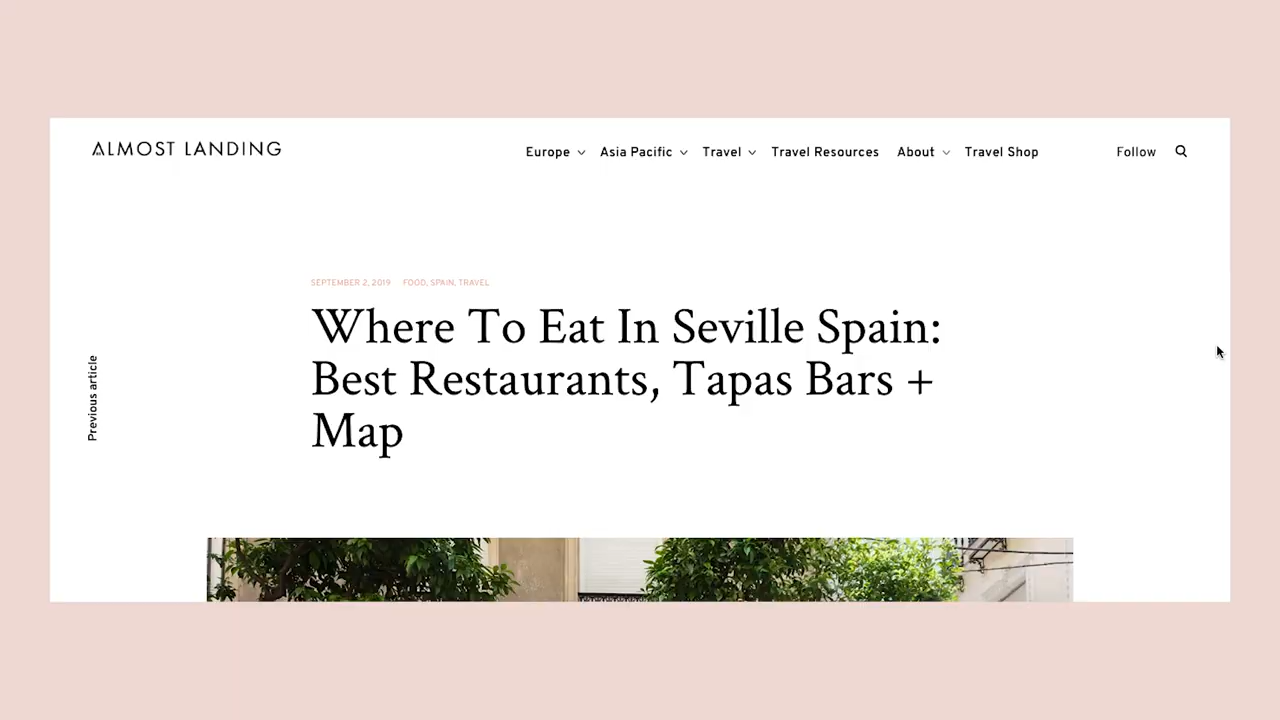 ALMOST LANDING
Europe Asia Pacific Travel Travel Resources About Travel Shop Follow
SEPTEMBER 2, 2019 FOOD, SPAIN, TRAVEL
Where To Eat In Seville Spain:
Best Restaurants, Tapas Bars +
Map
Previous article